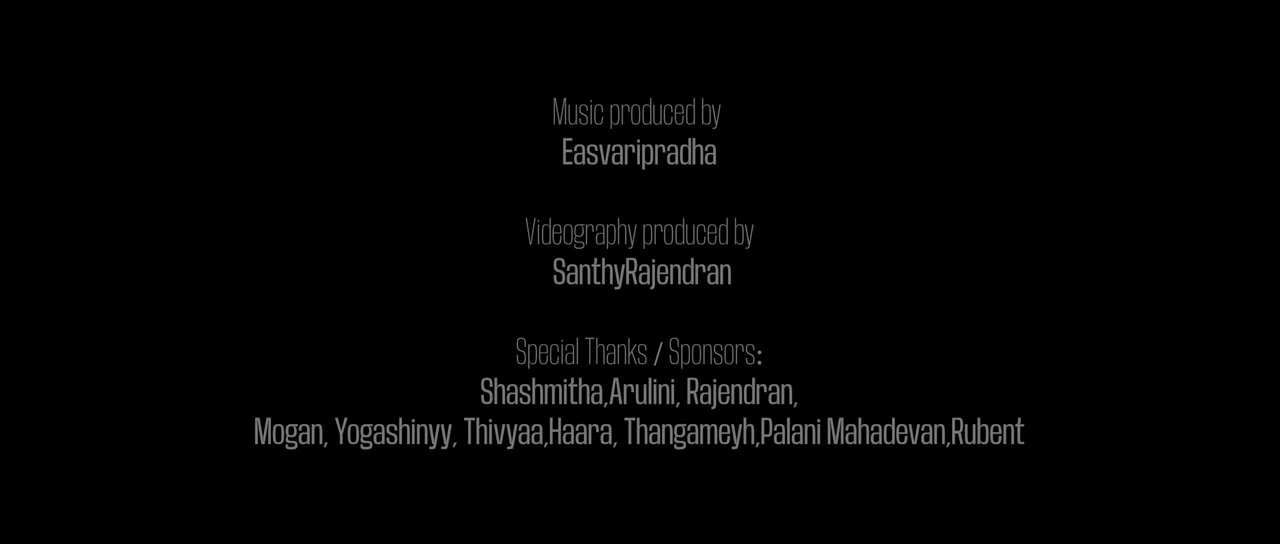 Music produced by
Easvaripradha
Videography produced by
SanthyRajendran
Special Thanks / Sponsors:
Shashmitha,Arulini, Rajendran,
Mogan, Yogashinyy, Thivyaa,Haara, Thangameyh,Palani Mahadevan,Rubent